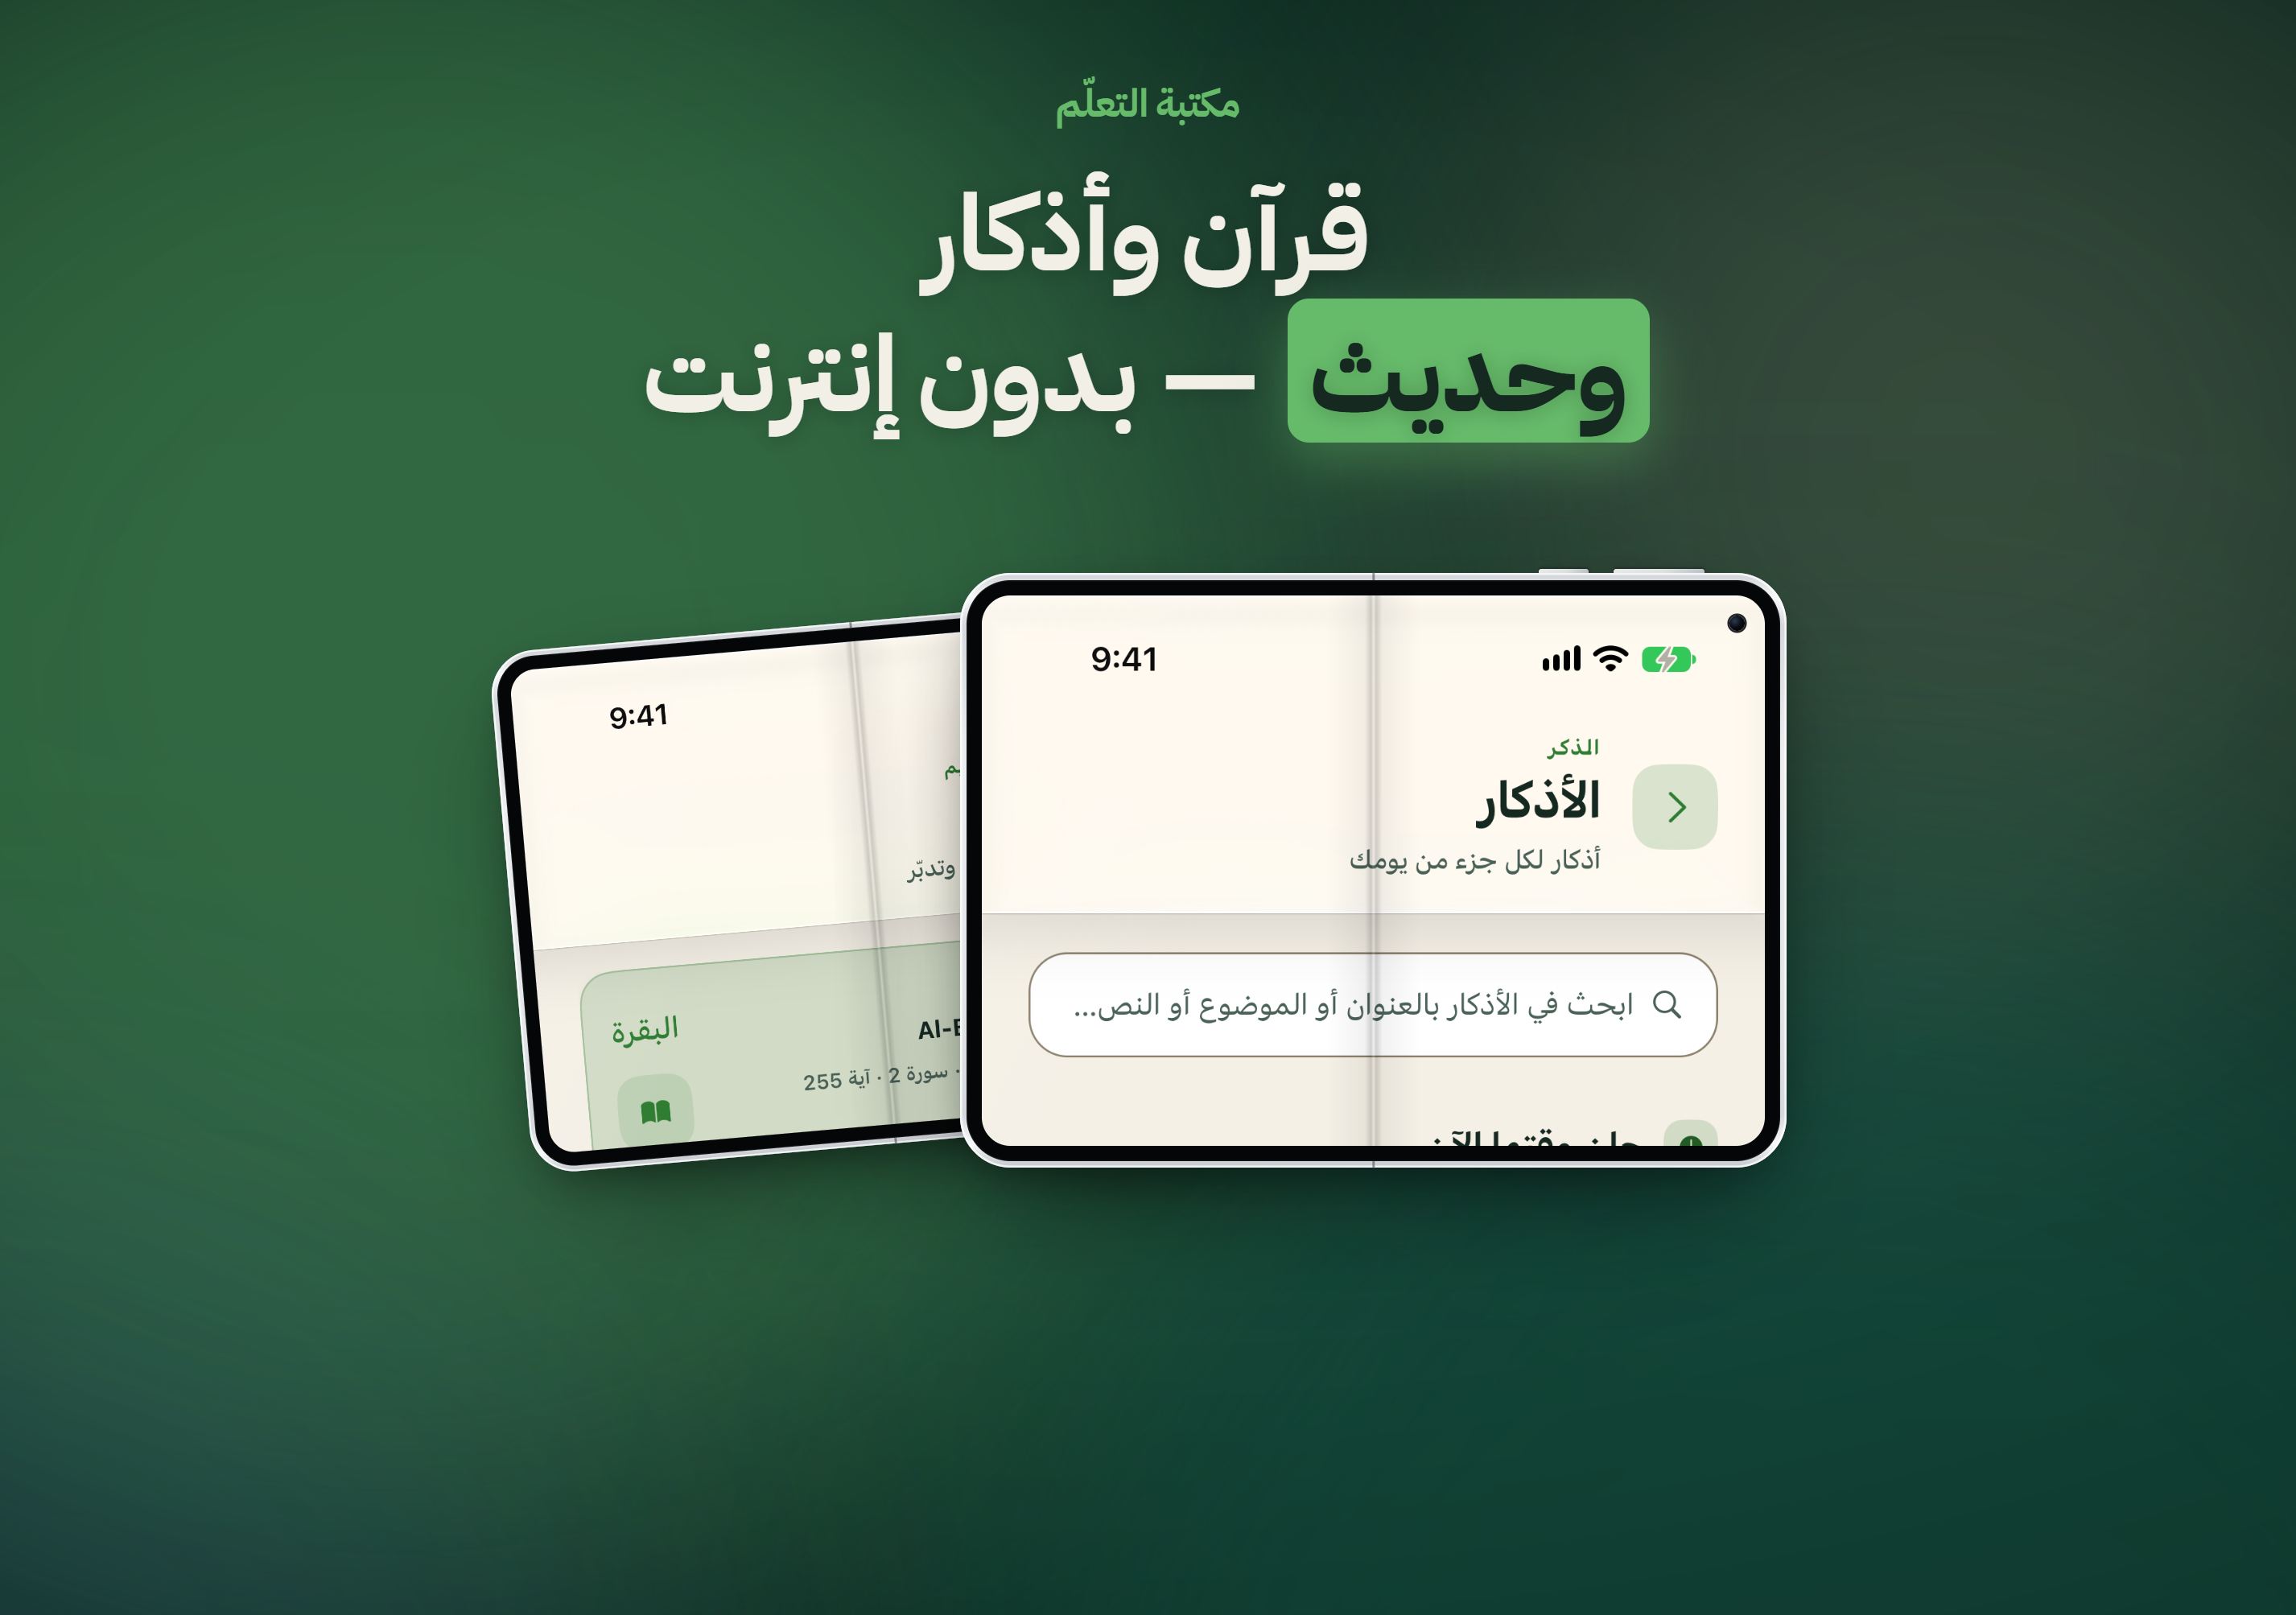 مكتبة التعلّم
قرآن وأذكار
وحديث — بدون إنترنت
9:41
الذكر
الأذكار
أذكار لكل جزء من يومك
ابحث في الأذكار بالعنوان أو الموضوع أو النص...
9:41
وتدبّر
البقرة
· سورة 2 · آية 255